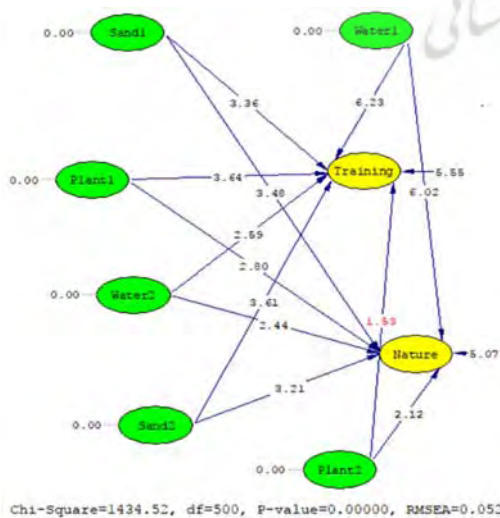 0.00
Sand1
0.00
Water1
3.36
6.23
0.00
Plant1
3.64
Training
5.55
3.48
6.02
2.59
2.80
0.00
Water2
3.61
1.53
2.44
Nature
5.07
3.21
2.12
0.00
Sand2
0.00
Plant2
Chi-Square=1434.52, df=500, P-value=0.00000, RMSEA=0.053